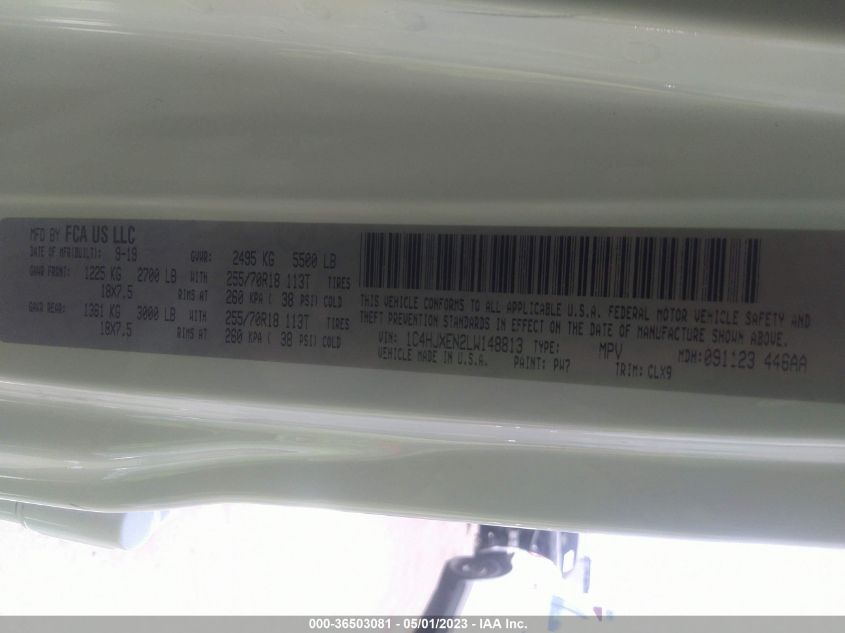 MFD BY FCA US LLC
DATE OF MFR(BUILT): 9-19 GVWR: 2495 KG 5500 LB
GAWR FRONT: 1225 KG 2700 LB WITH 255/70R18 113T TIRES
18X7.5 RIMS AT 260 KPA ( 38 PSI) COLD
GAWR REAR: 1361 KG 3000 LB WITH 255/70R18 113T TIRES
18X7.5 RIMS AT 260 KPA ( 38 PSI) COLD
THIS VEHICLE CONFORMS TO ALL APPLICABLE U.S.A. FEDERAL MOTOR VEHICLE SAFETY AND
THEFT PREVENTION STANDARDS IN EFFECT ON THE DATE OF MANUFACTURE SHOWN ABOVE.
VIN: 1C4HJXEN2LW148813 TYPE: MPV MDH:091123 446AA
VEHICLE MADE IN U.S.A. PAINT: PW7 TRIM: CLX9
000-36503081 - 05/01/2023 - IAA Inc.